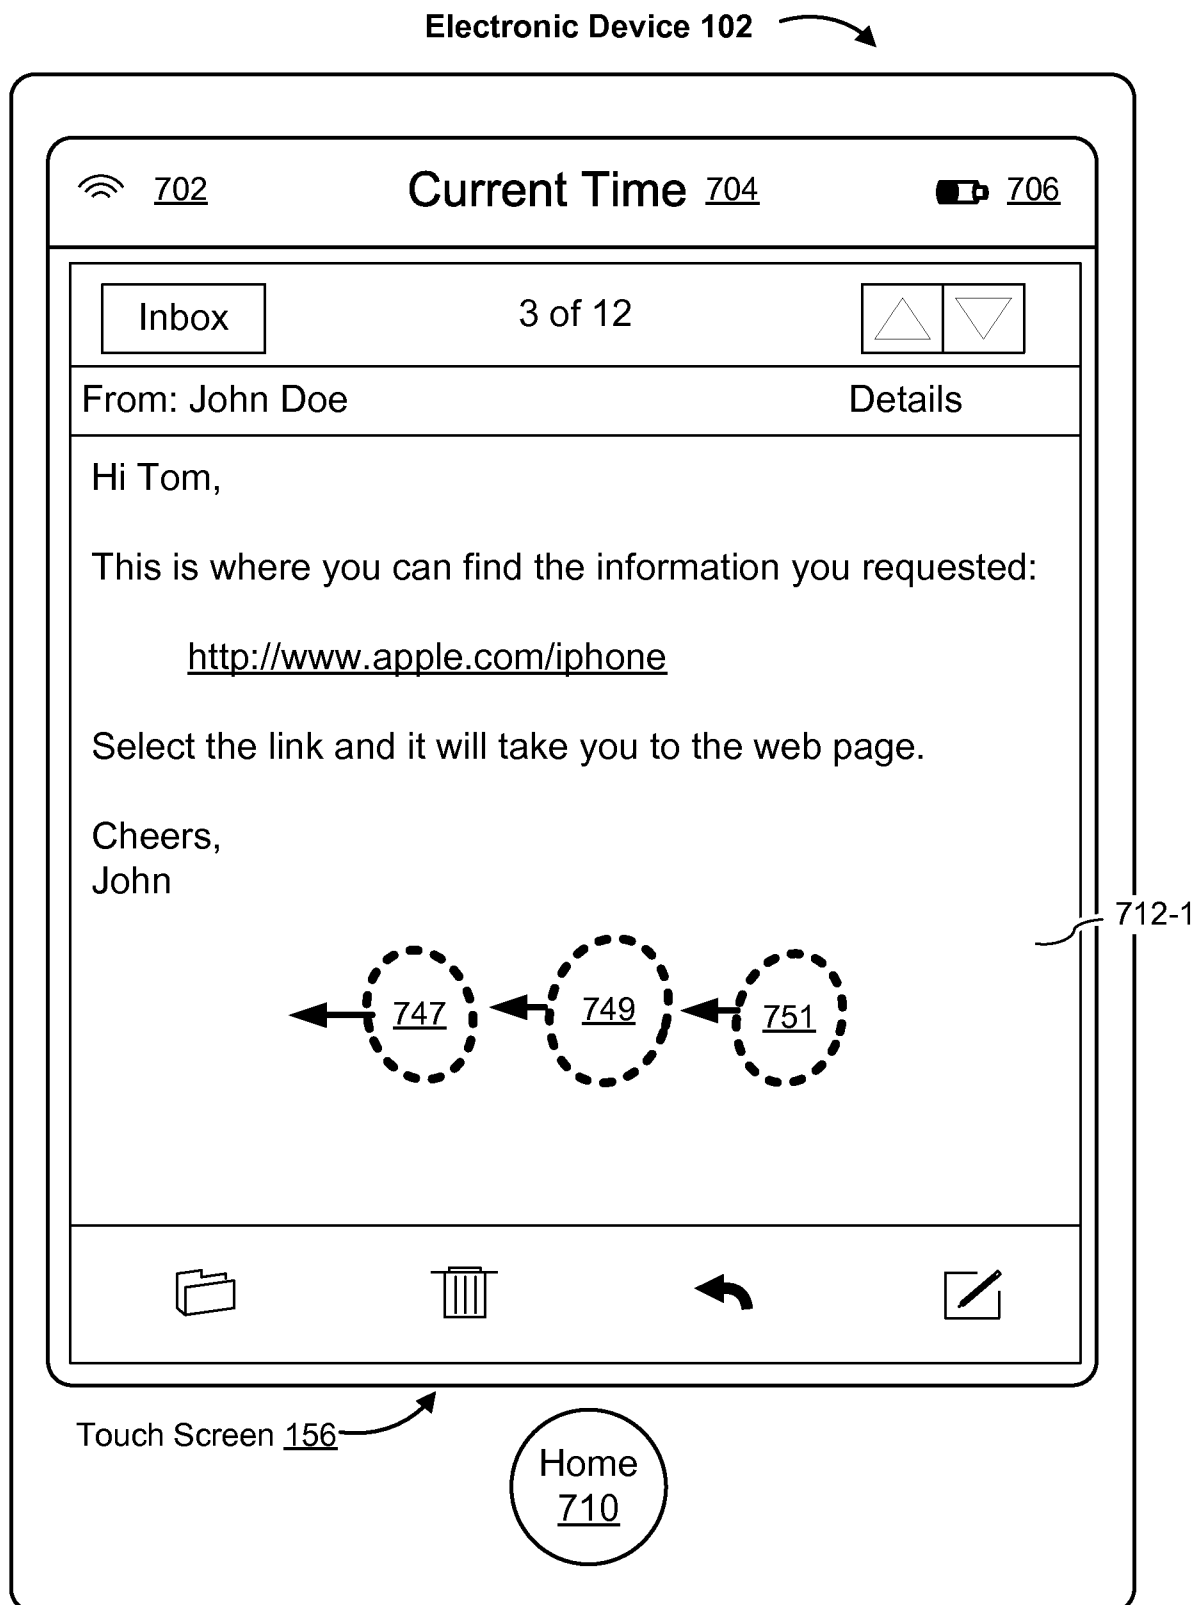 Electronic Device 102
702 Current Time 704 706
Inbox 3 of 12
From: John Doe Details
Hi Tom,
This is where you can find the information you requested:
http://www.apple.com/iphone
Select the link and it will take you to the web page.
Cheers,
John
712-1
747 749 751
Touch Screen 156
Home
710